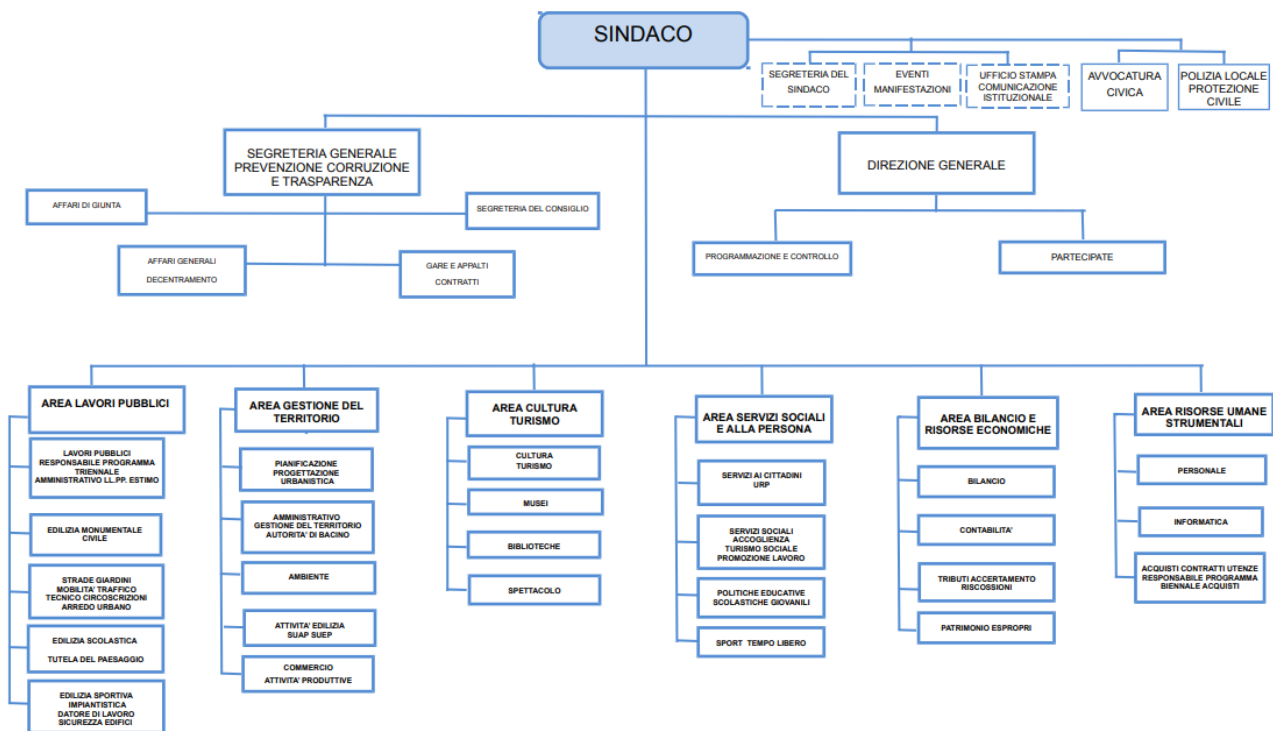 SINDACO
SEGRETERIA DEL
SINDACO
EVENTI
MANIFESTAZIONI
UFFICIO STAMPA
COMUNICAZIONE
ISTITUZIONALE
AVVOCATURA
CIVICA
POLIZIA LOCALE
PROTEZIONE
CIVILE
SEGRETERIA GENERALE
PREVENZIONE CORRUZIONE
E TRASPARENZA
DIREZIONE GENERALE
AFFARI DI GIUNTA
SEGRETERIA DEL CONSIGLIO
AFFARI GENERALI
DECENTRAMENTO
GARE E APPALTI
CONTRATTI
PROGRAMMAZIONE E CONTROLLO
PARTECIPATE
AREA LAVORI PUBBLICI
LAVORI PUBBLICI
RESPONSABILE PROGRAMMA
TRIENNALE
AMMINISTRATIVO LL.PP. ESTIMO
EDILIZIA MONUMENTALE
CIVILE
STRADE GIARDINI
MOBILITA' TRAFFICO
TECNICO CIRCOSCRIZIONI
ARREDO URBANO
EDILIZIA SCOLASTICA
TUTELA DEL PAESAGGIO
EDILIZIA SPORTIVA
IMPIANTISTICA
DATORE DI LAVORO
SICUREZZA EDIFICI
AREA GESTIONE DEL
TERRITORIO
PIANIFICAZIONE
PROGETTAZIONE
URBANISTICA
AMMINISTRATIVO
GESTIONE DEL TERRITORIO
AUTORITA' DI BACINO
AMBIENTE
ATTIVITA' EDILIZIA
SUAP SUEP
COMMERCIO
ATTIVITA' PRODUTTIVE
AREA CULTURA
TURISMO
CULTURA
TURISMO
MUSEI
BIBLIOTECHE
SPETTACOLO
AREA SERVIZI SOCIALI
E ALLA PERSONA
SERVIZI AI CITTADINI
URP
SERVIZI SOCIALI
ACCOGLIENZA
TURISMO SOCIALE
PROMOZIONE LAVORO
POLITICHE EDUCATIVE
SCOLASTICHE GIOVANILI
SPORT TEMPO LIBERO
AREA BILANCIO E
RISORSE ECONOMICHE
BILANCIO
CONTABILITA'
TRIBUTI ACCERTAMENTO
RISCOSSIONI
PATRIMONIO ESPROPRI
AREA RISORSE UMANE
STRUMENTALI
PERSONALE
INFORMATICA
ACQUISTI CONTRATTI UTENZE
RESPONSABILE PROGRAMMA
BIENNALE ACQUISTI